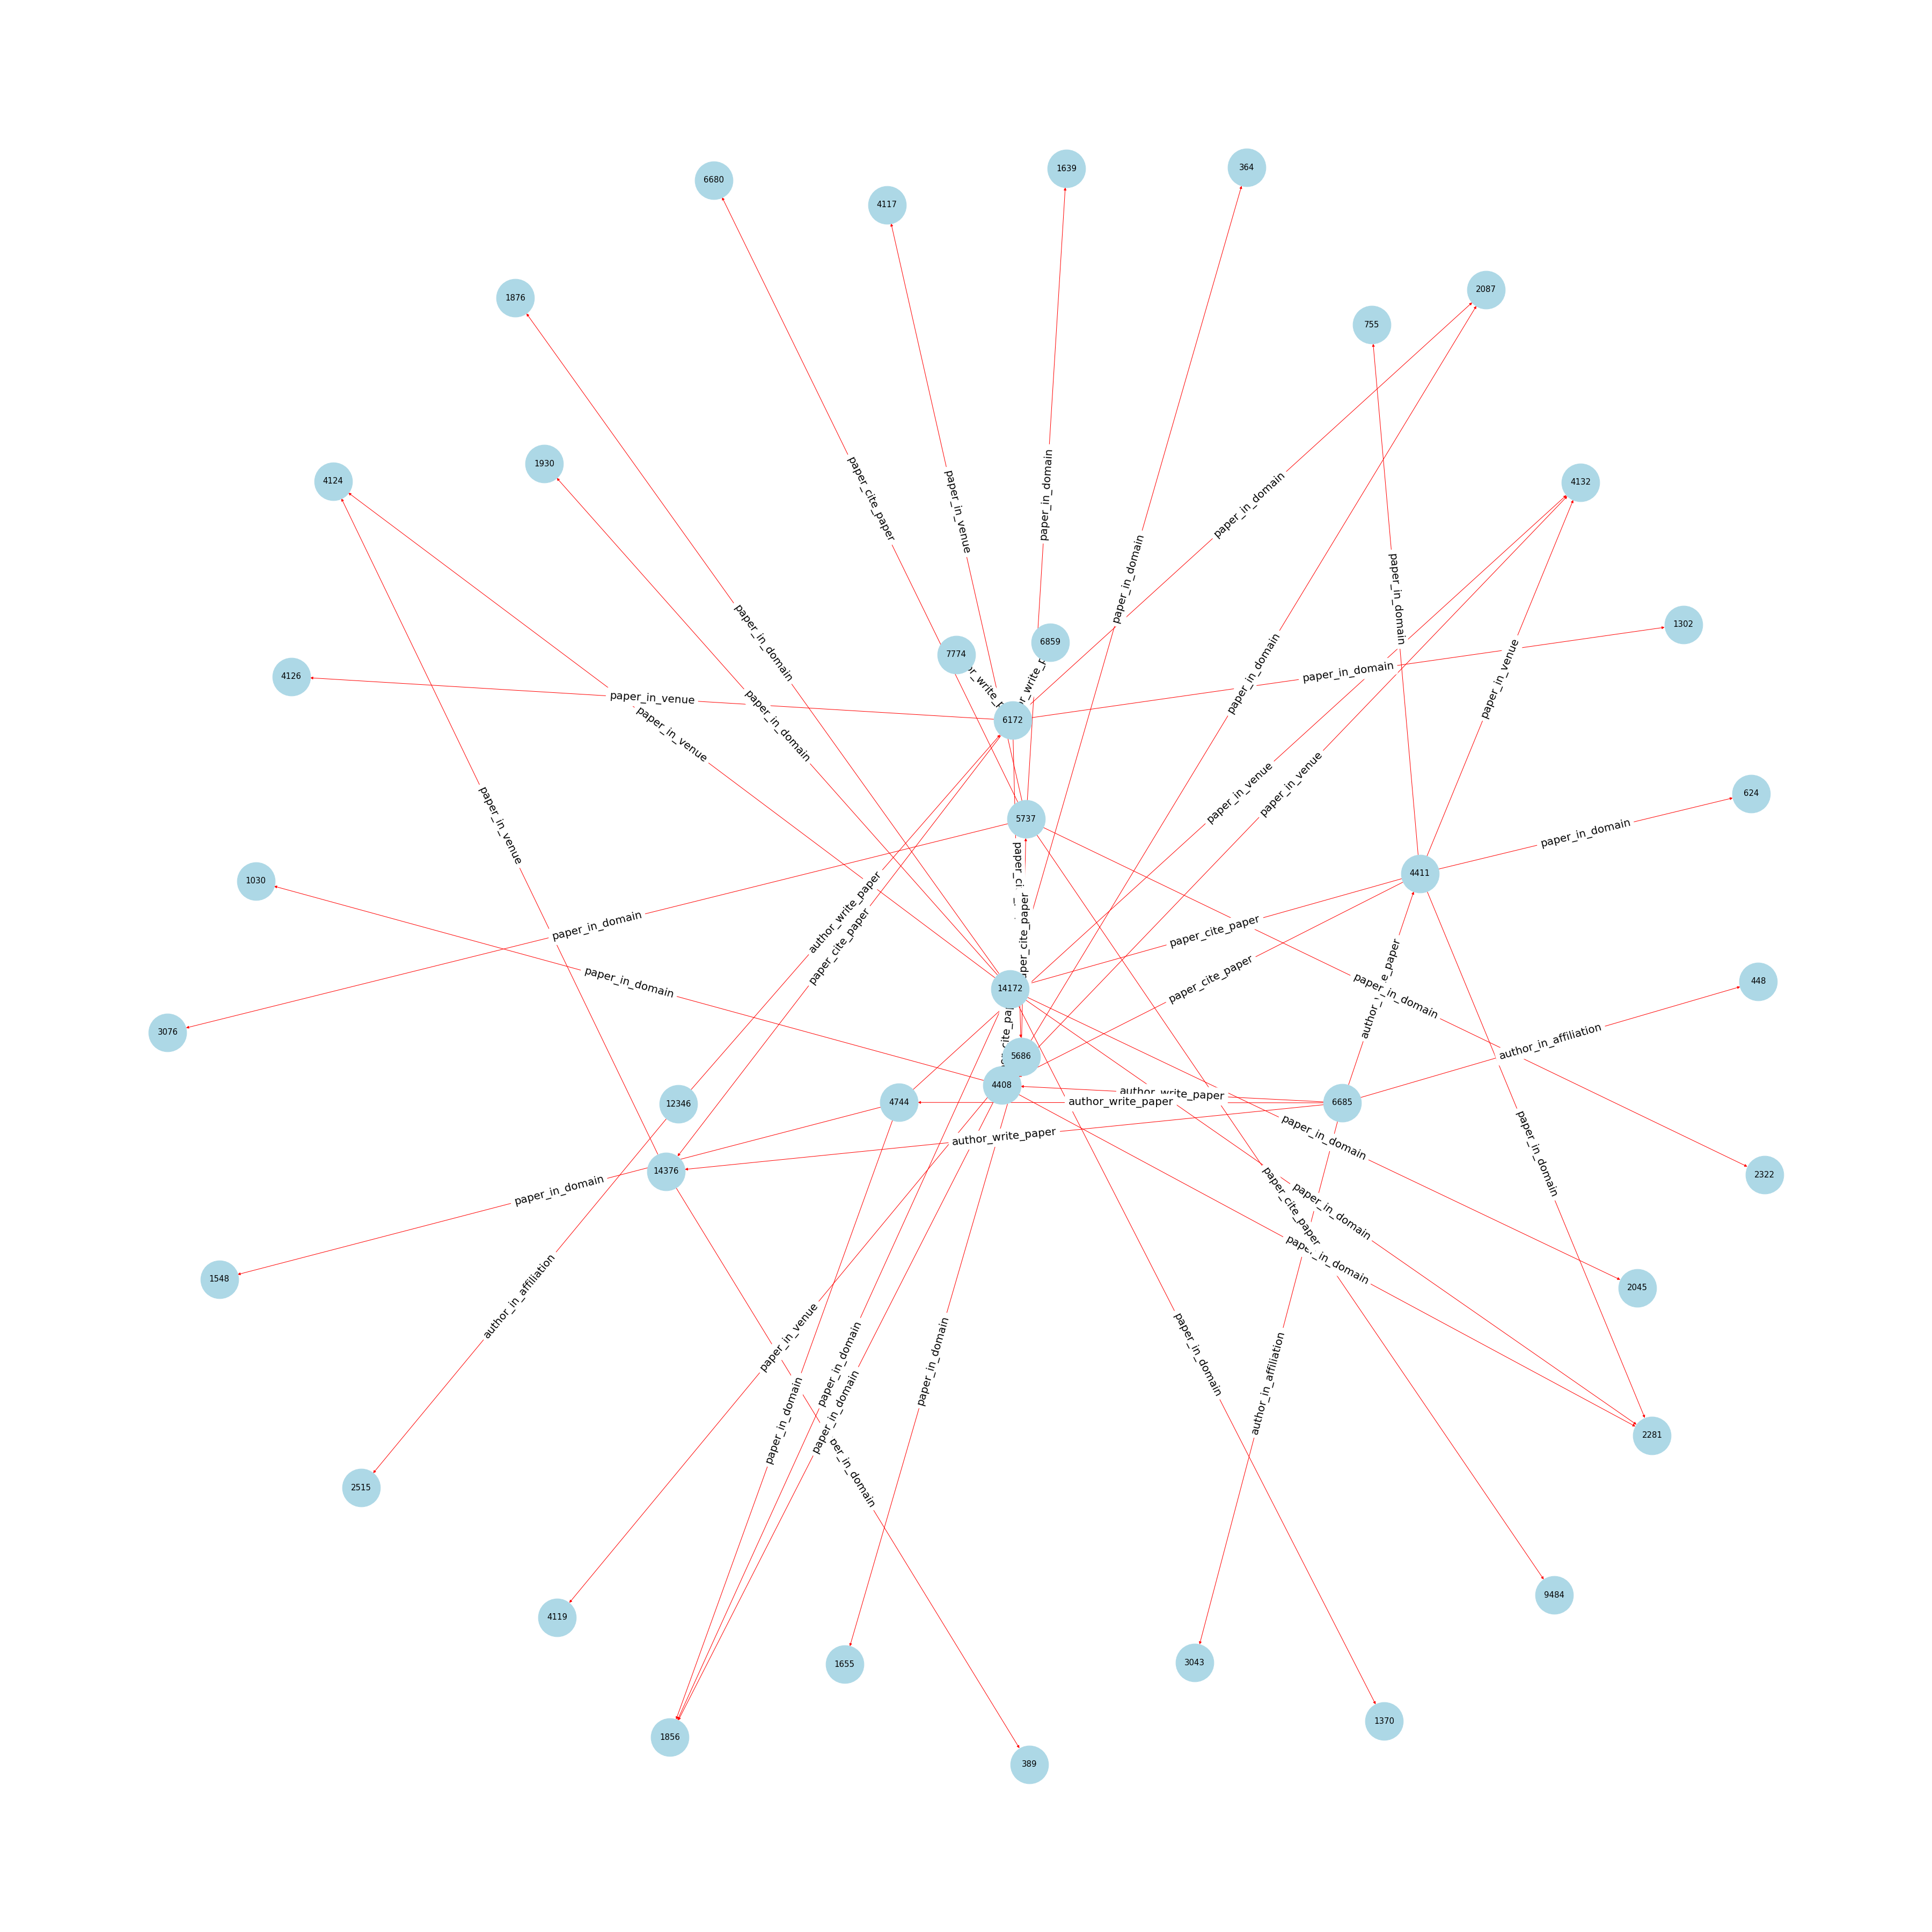 364
1639
6680
4117
2087
1876
755
1930
4124
4132
paper_in_domain
paper_cite_paper
paper_in_domain
paper_in_venue
paper_in_domain
paper_in_domain
1302
paper_in_domain
6859
paper_in_domain
7774
paper_in_domain
4126
paper_in_domain
paper_in_venue
paper_in_venue
6172
paper_in_domain
paper_in_venue
paper_in_venue
paper_in_venue
624
paper_in_venue
5737
paper_in_domain
4411
1030
author_write_paper
paper_in_domain
paper_cite_paper
paper_cite_paper
paper_cite_paper
paper_cite_paper
paper_in_domain
448
14172
paper_in_domain
3076
author_in_affiliation
5686
4408
author_write_paper
4744
author_write_paper
6685
12346
author_write_paper
paper_in_domain
paper_in_domain
14376
2322
paper_in_domain
paper_cite_paper
paper_in_domain
paper_in_domain
1548
2045
author_in_affiliation
paper_in_venue
paper_in_domain
paper_in_domain
paper_in_domain
author_in_affiliation
paper_in_domain
paper_in_domain
2281
2515
9484
4119
3043
1655
1370
1856
389